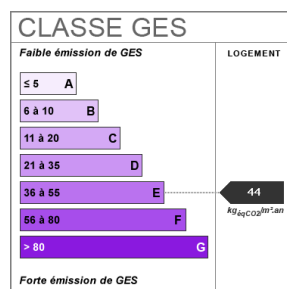 CLASSE GES
Faible émission de GES
LOGEMENT
≤ 5 A
6 à 10 B
11 à 20 C
21 à 35 D
36 à 55 E
44
kgéqCO2/m².an
56 à 80 F
> 80 G
Forte émission de GES